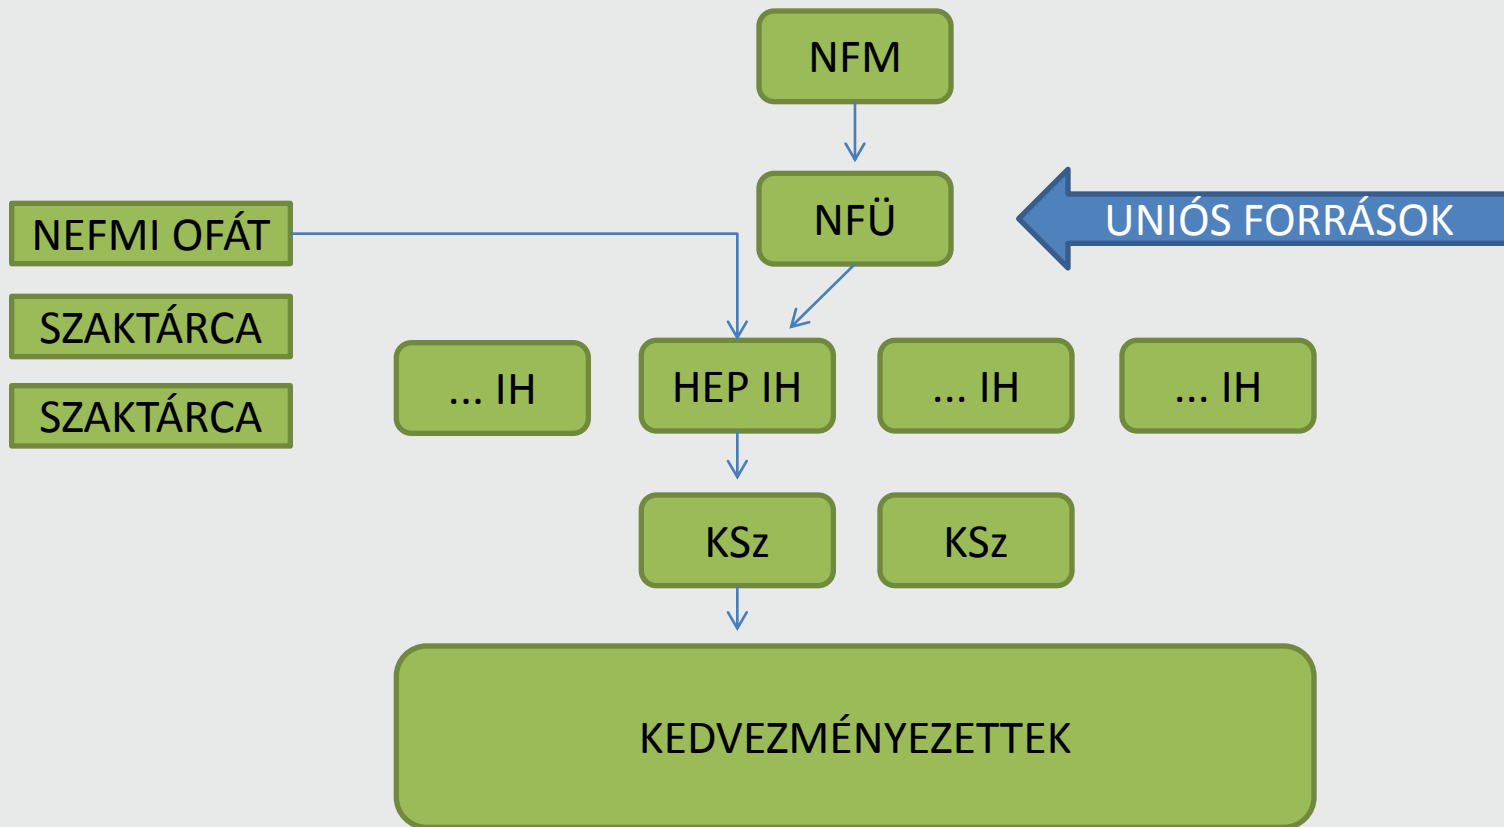 NFM
NFÜ
UNIÓS FORRÁSOK
NEFMI OFÁT
SZAKTÁRCA
SZAKTÁRCA
... IH
HEP IH
... IH
... IH
KSz
KSz
KEDVEZMÉNYEZETTEK